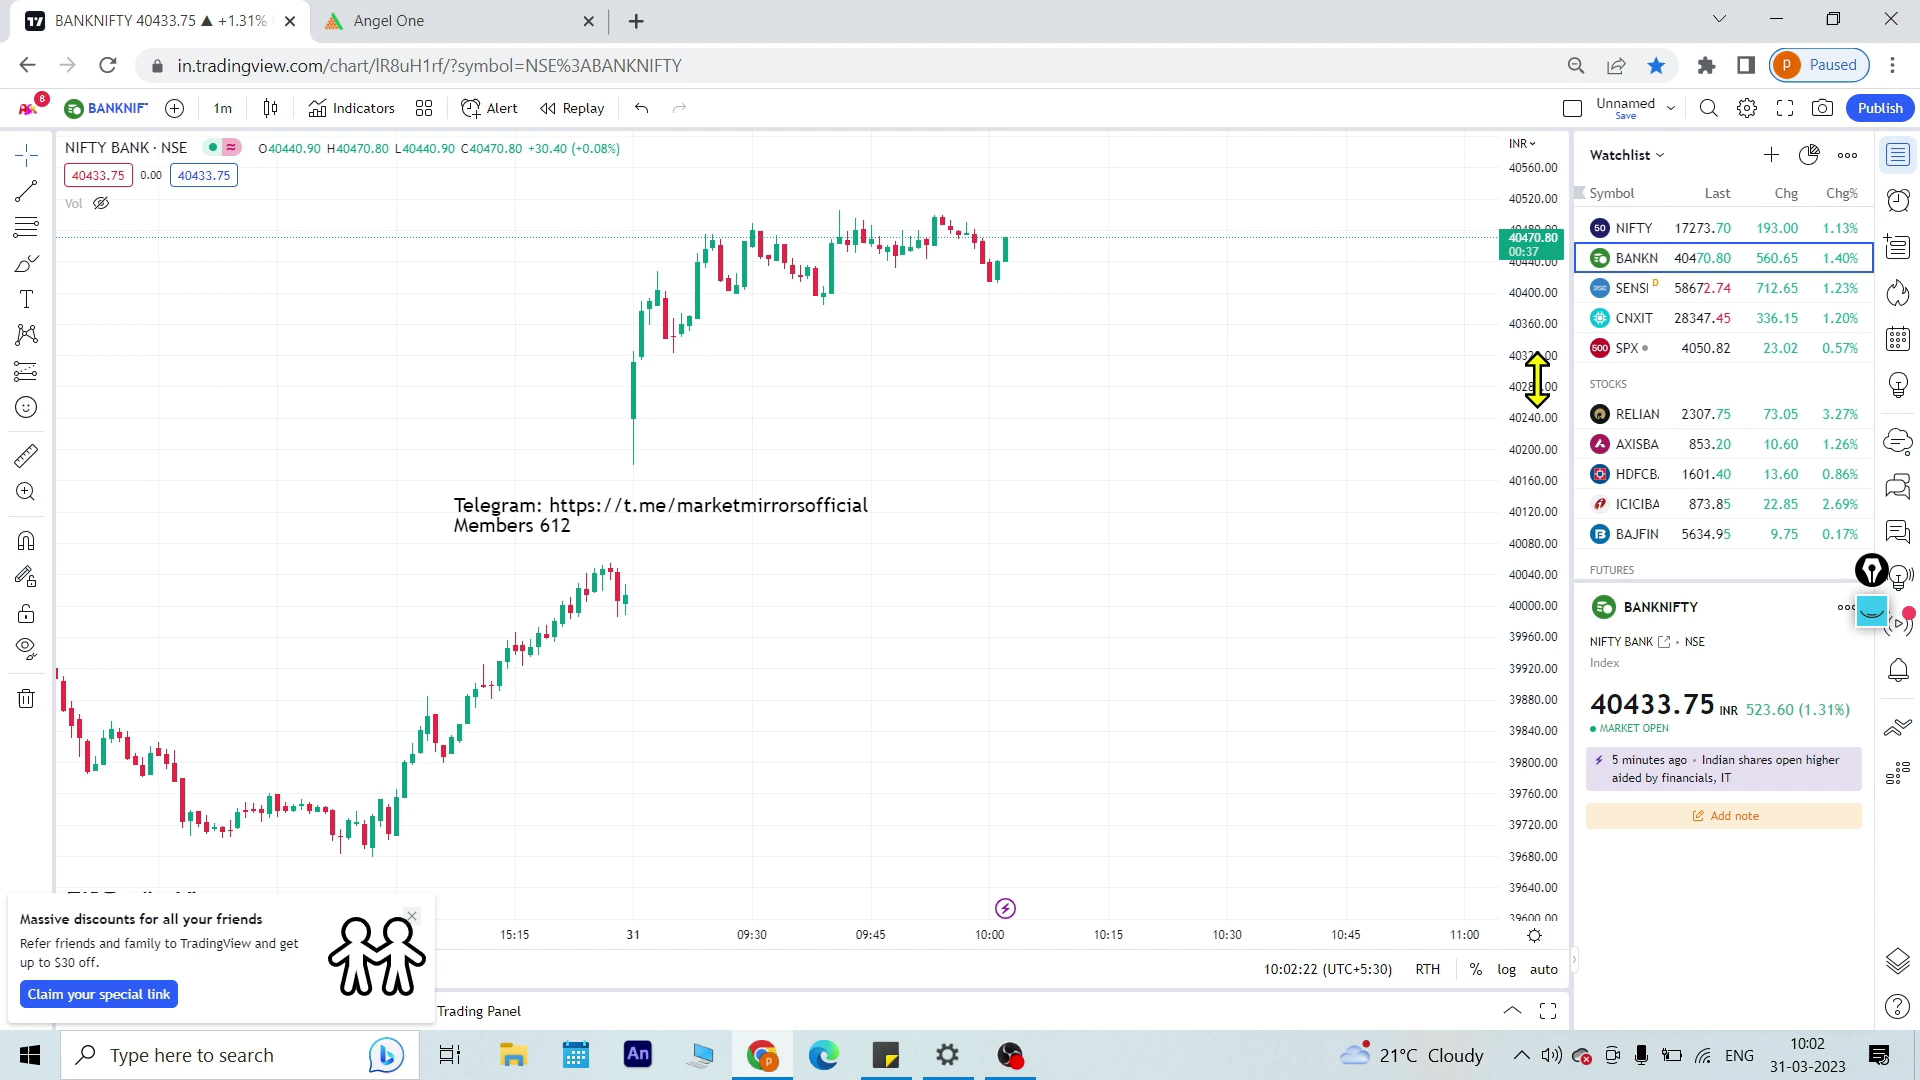 BANKNIFTY 40433.75 ▲ +1.31%
Angel One
in.tradingview.com/chart/lR8uH1rf/?symbol=NSE%3ABANKNIFTY
P Paused
8 BANKNIF 1m Indicators Alert Replay
Unnamed
Save
Publish
NIFTY BANK · NSE O40440.90 H40470.80 L40440.90 C40470.80 +30.40 (+0.08%)
40433.75 0.00 40433.75
Vol
Telegram: https://t.me/marketmirrorsofficial
Members 612
INR
40560.00
40520.00
40470.80
00:37
40440.00
40400.00
40360.00
40240.00
40200.00
40160.00
40120.00
40080.00
40040.00
40000.00
39960.00
39920.00
39880.00
39840.00
39800.00
39760.00
39720.00
39680.00
39640.00
39600.00
15:15 31 09:30 09:45 10:00 10:15 10:30 10:45 11:00
10:02:22 (UTC+5:30) RTH % log auto
Trading Panel
Massive discounts for all your friends
Refer friends and family to TradingView and get
up to $30 off.
Claim your special link
Watchlist
Symbol Last Chg Chg%
50 NIFTY 17273.70 193.00 1.13%
BANKN 40470.80 560.65 1.40%
SENSI D 58672.74 712.65 1.23%
CNXIT 28347.45 336.15 1.20%
500 SPX 4050.82 23.02 0.57%
STOCKS
RELIAN 2307.75 73.05 3.27%
AXISBA 853.20 10.60 1.26%
HDFCB. 1601.40 13.60 0.86%
ICICIBA 873.85 22.85 2.69%
BAJFIN 5634.95 9.75 0.17%
FUTURES
BANKNIFTY
NIFTY BANK • NSE
Index
40433.75 INR 523.60 (1.31%)
MARKET OPEN
5 minutes ago • Indian shares open higher
aided by financials, IT
Add note
Type here to search
An
21°C Cloudy
ENG
10:02
31-03-2023